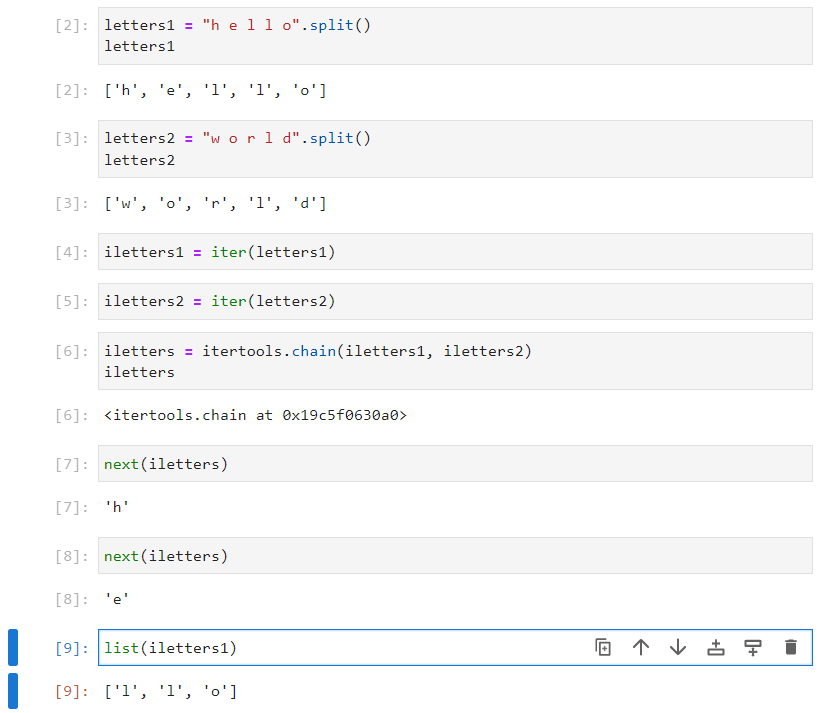 [2]: letters1 = "h e l l o".split()
letters1
[2]: ['h', 'e', 'l', 'l', 'o']
[3]: letters2 = "w o r l d".split()
letters2
[3]: ['w', 'o', 'r', 'l', 'd']
[4]: iletters1 = iter(letters1)
[5]: iletters2 = iter(letters2)
[6]: iletters = itertools.chain(iletters1, iletters2)
iletters
[6]: <itertools.chain at 0x19c5f0630a0>
[7]: next(iletters)
[7]: 'h'
[8]: next(iletters)
[8]: 'e'
[9]: list(iletters1)
[9]: ['l', 'l', 'o']